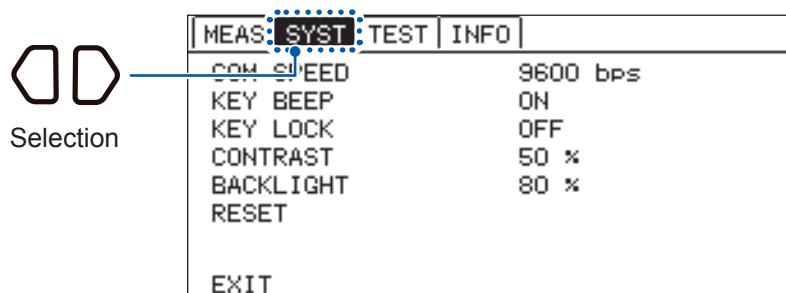 MEAS SYST TEST INFO
COM SPEED 9600 bps
KEY BEEP ON
KEY LOCK OFF
Selection
CONTRAST 50 %
BACKLIGHT 80 %
RESET
EXIT